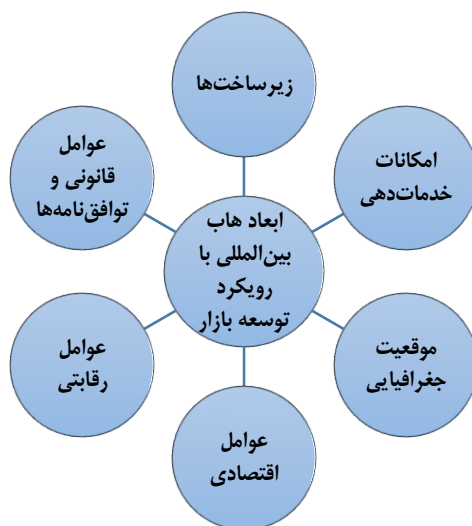 زیرساخت‌ها
امکانات
خدمات‌دهی
موقعیت
جغرافیایی
عوامل
اقتصادی
عوامل
رقابتی
عوامل
قانونی و
توافق‌نامه‌ها
ابعاد هاب
بین‌المللی با
رویکرد
توسعه بازار